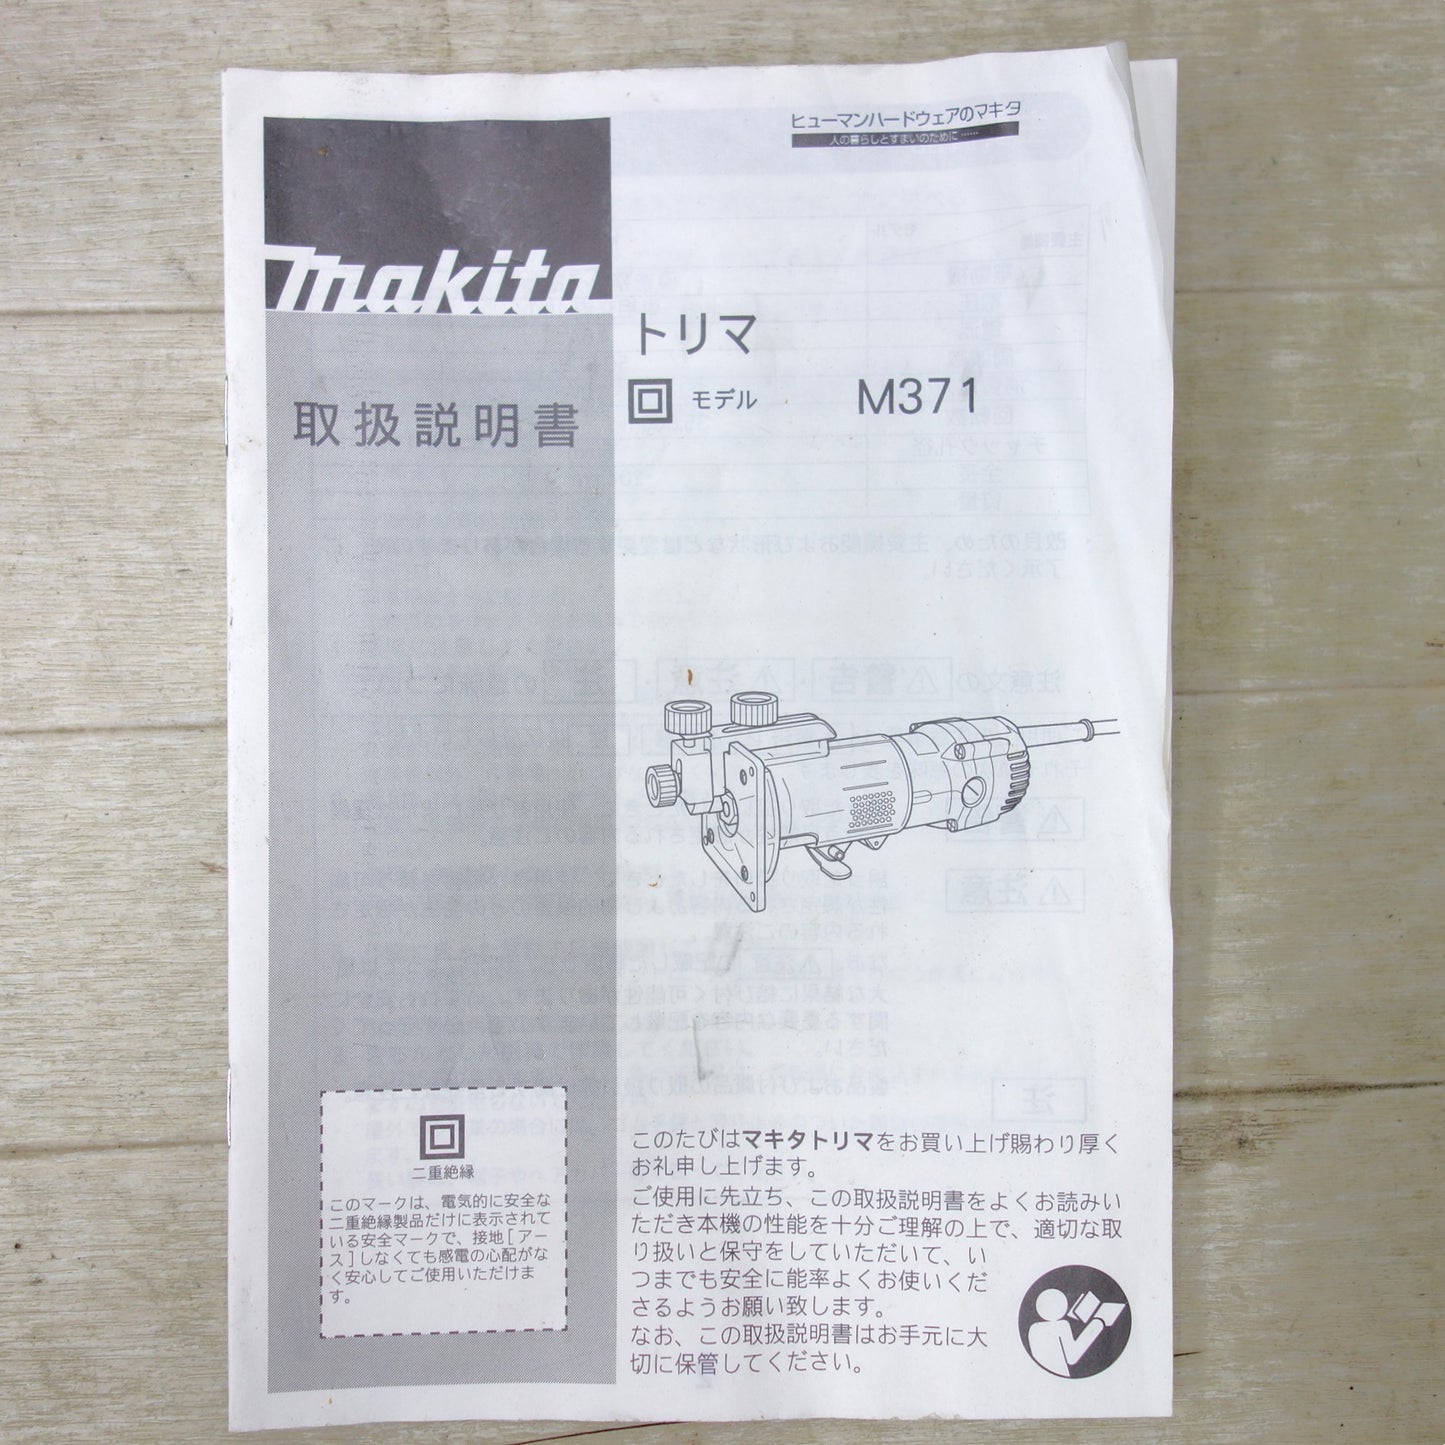 ヒューマンハードウェアのマキタ
人の暮らしとすまいのために……
makita
トリマ
モデル M371
取扱説明書
二重絶縁
このマークは、電気的に安全な
二重絶縁製品だけに表示されて
いる安全マークで、接地[アー
ス]しなくても感電の心配がな
く安心してご使用いただけま
す。
このたびはマキタトリマをお買い上げ賜わり厚く
お礼申し上げます。
ご使用に先立ち、この取扱説明書をよくお読みい
ただき本機の性能を十分ご理解の上で、適切な取
り扱いと保守をしていただいて、い
つまでも安全に能率よくお使いくだ
さるようお願い致します。
なお、この取扱説明書はお手元に大
切に保管してください。